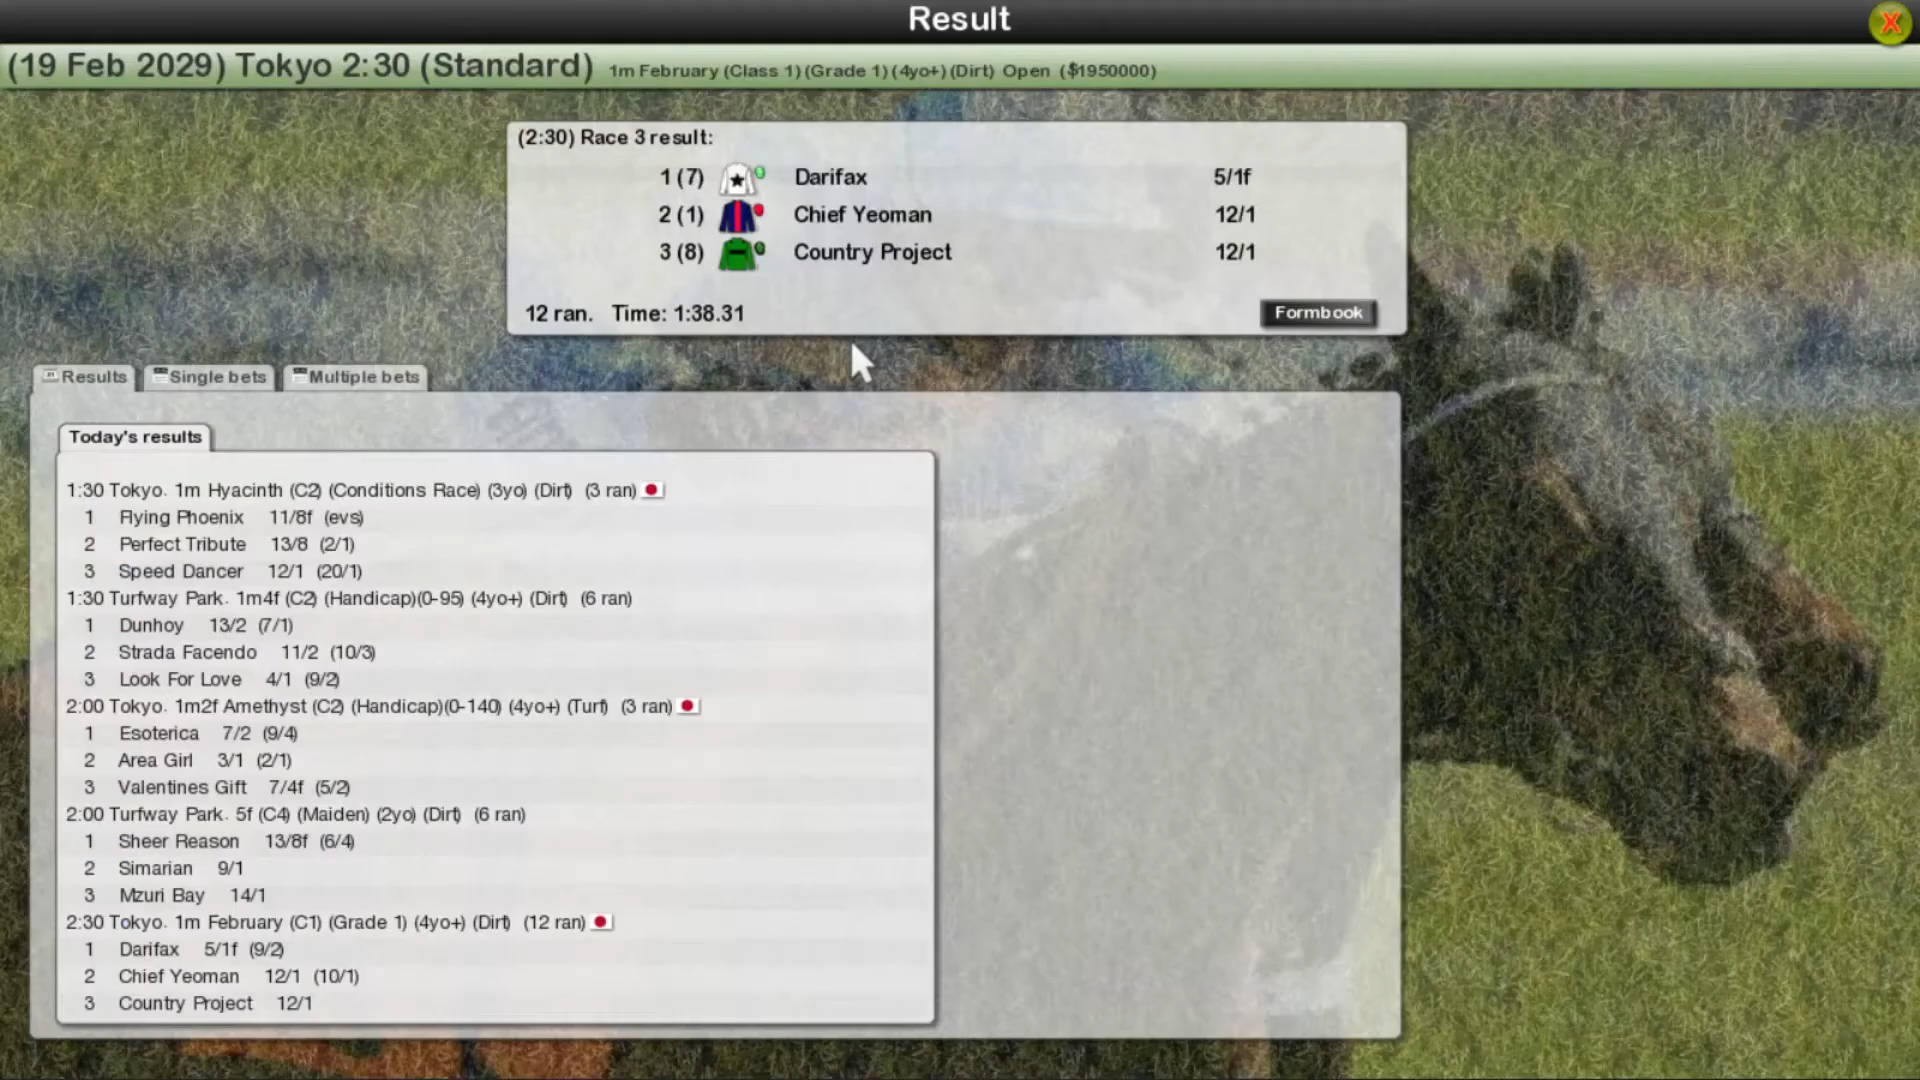 Result
X
(19 Feb 2029) Tokyo 2:30 (Standard) 1m February (Class 1)(Grade 1)(4yo+)(Dirt) Open ($1950000)
(2:30) Race 3 result:
1 (7) Darifax 5/1f
2 (1) Chief Yeoman 12/1
3 (8) Country Project 12/1
12 ran. Time: 1:38.31 Formbook
Results Single bets Multiple bets
Today's results
1:30 Tokyo. 1m Hyacinth (C2) (Conditions Race) (3yo) (Dirt) (3 ran)
1 Flying Phoenix 11/8f (evs)
2 Perfect Tribute 13/8 (2/1)
3 Speed Dancer 12/1 (20/1)
1:30 Turfway Park. 1m4f (C2) (Handicap)(0-95) (4yo+) (Dirt) (6 ran)
1 Dunhoy 13/2 (7/1)
2 Strada Facendo 11/2 (10/3)
3 Look For Love 4/1 (9/2)
2:00 Tokyo. 1m2f Amethyst (C2) (Handicap)(0-140) (4yo+) (Turf) (3 ran)
1 Esoterica 7/2 (9/4)
2 Area Girl 3/1 (2/1)
3 Valentines Gift 7/4f (5/2)
2:00 Turfway Park. 5f (C4) (Maiden) (2yo) (Dirt) (6 ran)
1 Sheer Reason 13/8f (6/4)
2 Simarian 9/1
3 Mzuri Bay 14/1
2:30 Tokyo. 1m February (C1) (Grade 1) (4yo+) (Dirt) (12 ran)
1 Darifax 5/1f (9/2)
2 Chief Yeoman 12/1 (10/1)
3 Country Project 12/1